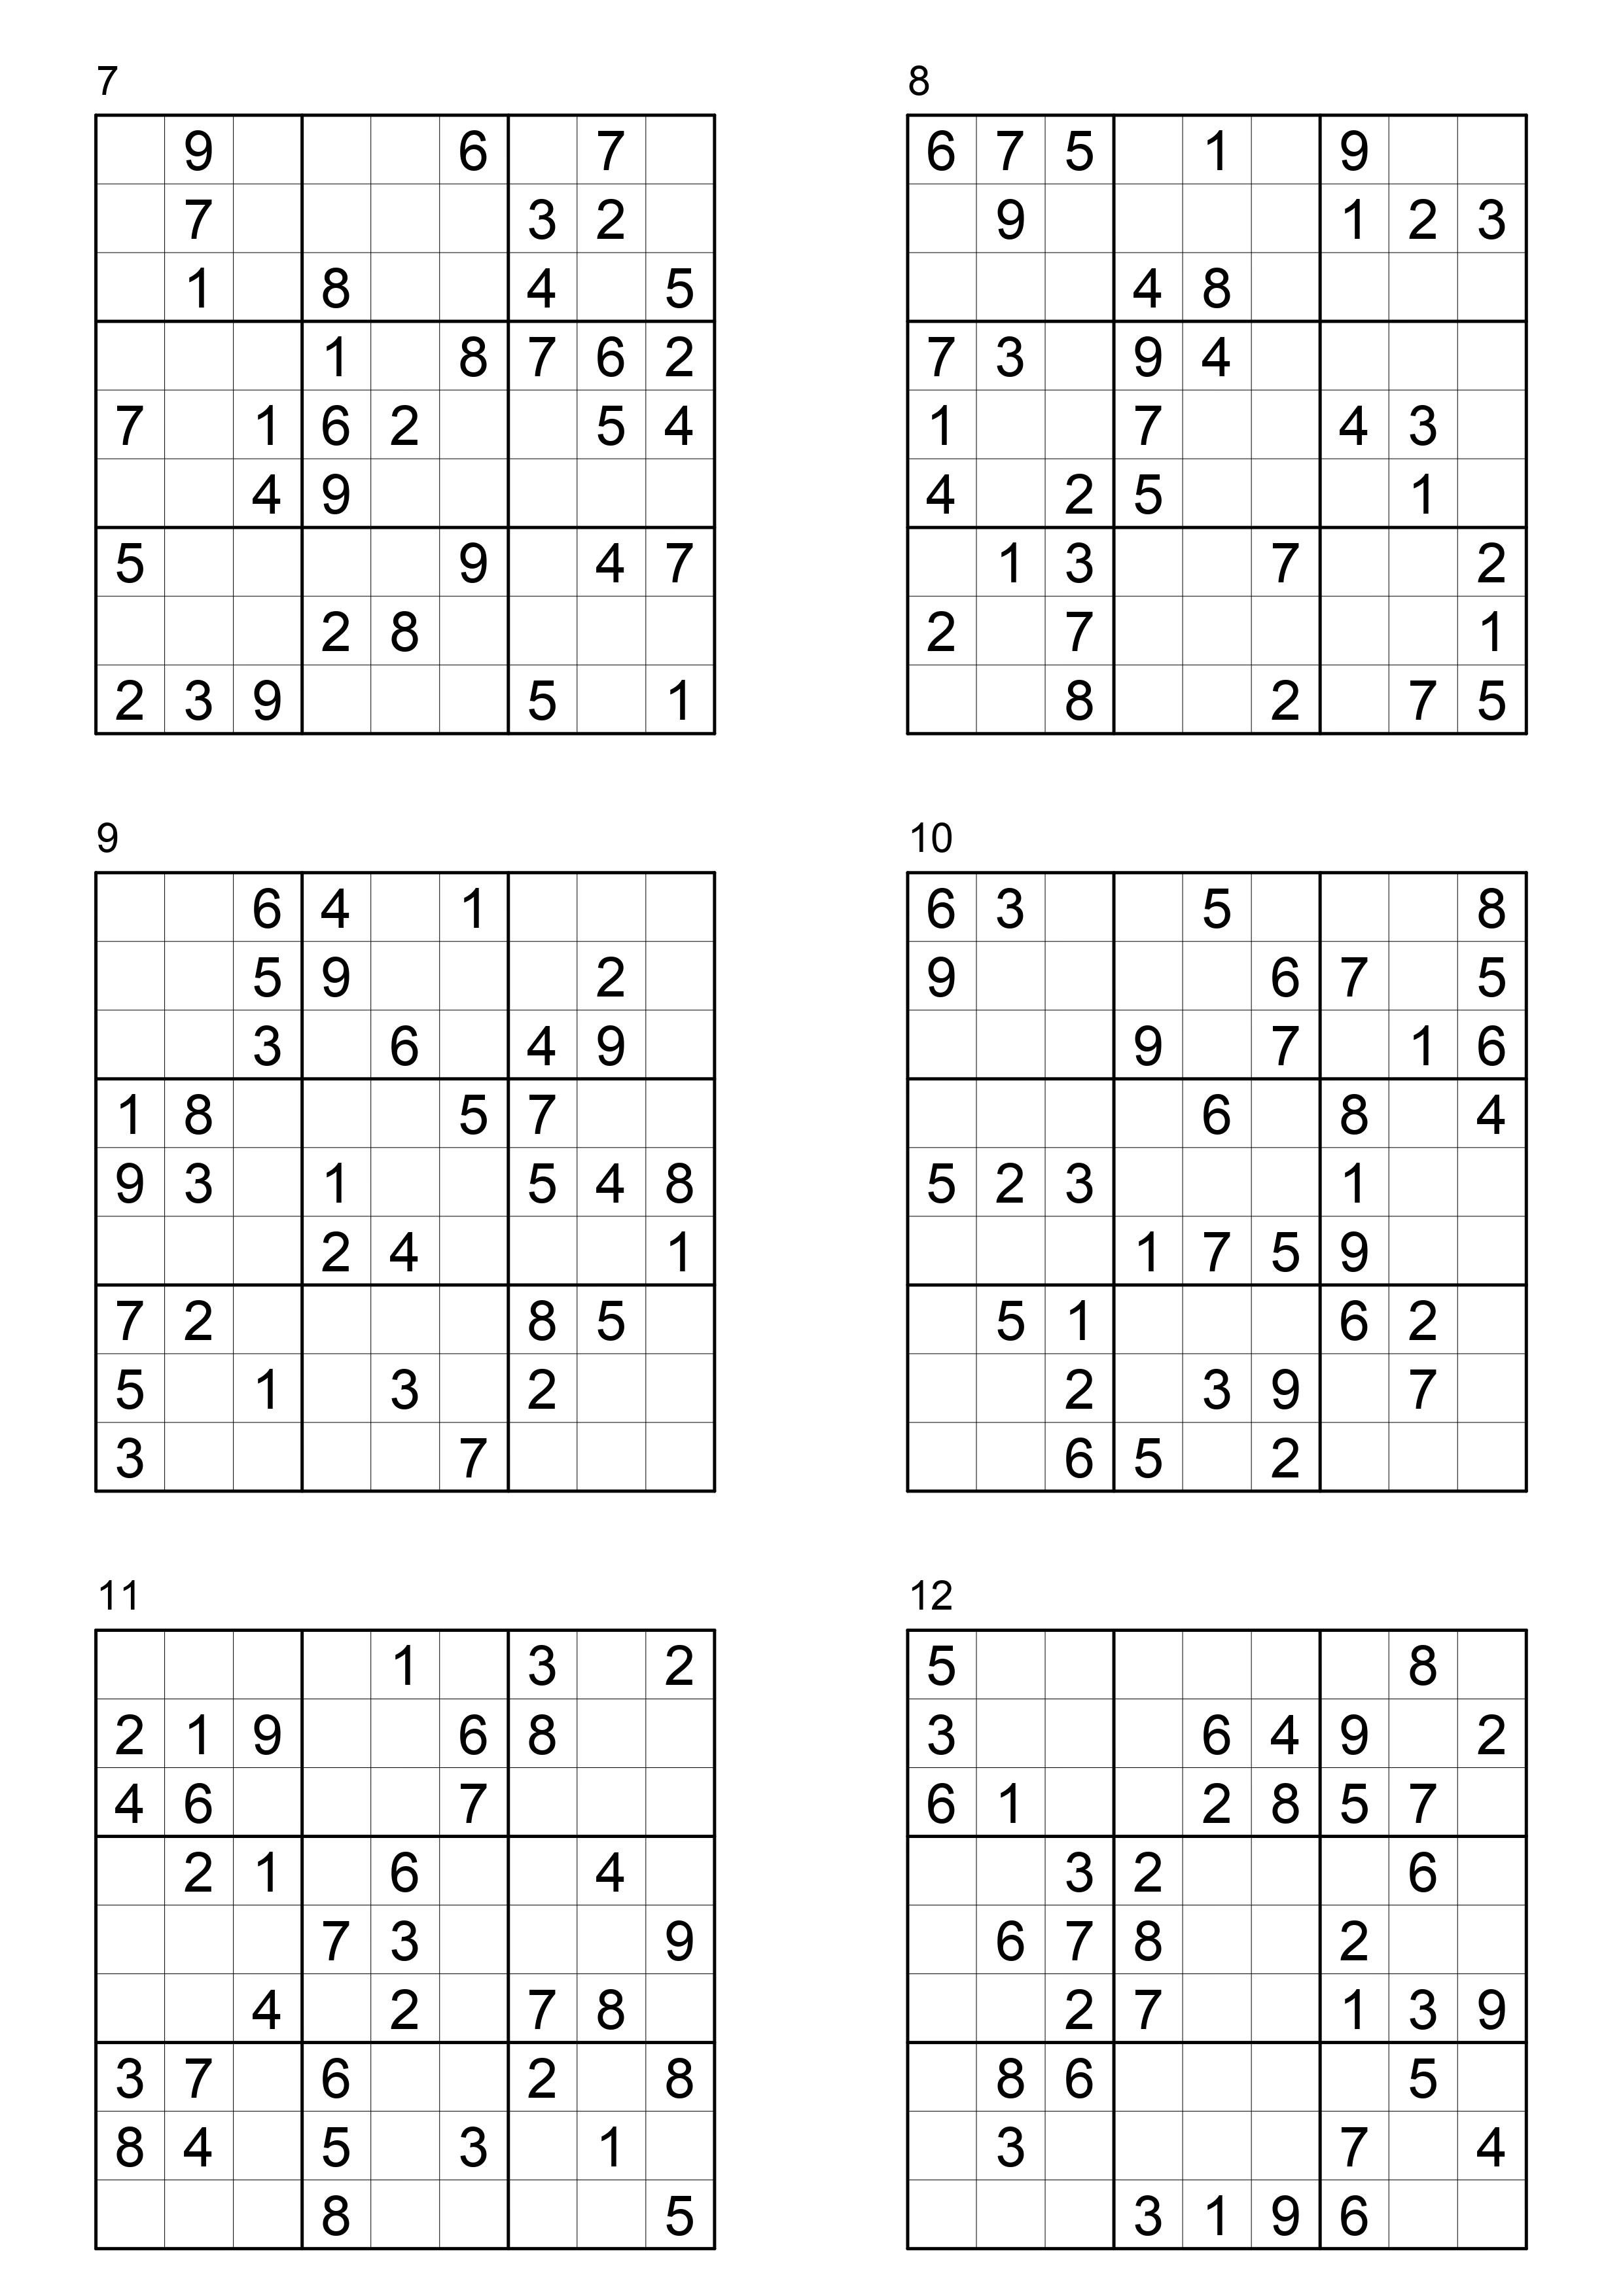 7
9 6 7
7 3 2
1 8 4 5
1 8 7 6 2
7 1 6 2 5 4
4 9
5 9 4 7
2 8
2 3 9 5 1
8
6 7 5 1 9
9 1 2 3
4 8
7 3 9 4
1 7 4 3
4 2 5 1
1 3 7 2
2 7 1
8 2 7 5
9
6 4 1
5 9 2
3 6 4 9
1 8 5 7
9 3 1 5 4 8
2 4 1
7 2 8 5
5 1 3 2
3 7
10
6 3 5 8
9 6 7 5
9 7 1 6
6 8 4
5 2 3 1
1 7 5 9
5 1 6 2
2 3 9 7
6 5 2
11
1 3 2
2 1 9 6 8
4 6 7
2 1 6 4
7 3 9
4 2 7 8
3 7 6 2 8
8 4 5 3 1
8 5
12
5 8
3 6 4 9 2
6 1 2 8 5 7
3 2 6
6 7 8 2
2 7 1 3 9
8 6 5
3 7 4
3 1 9 6